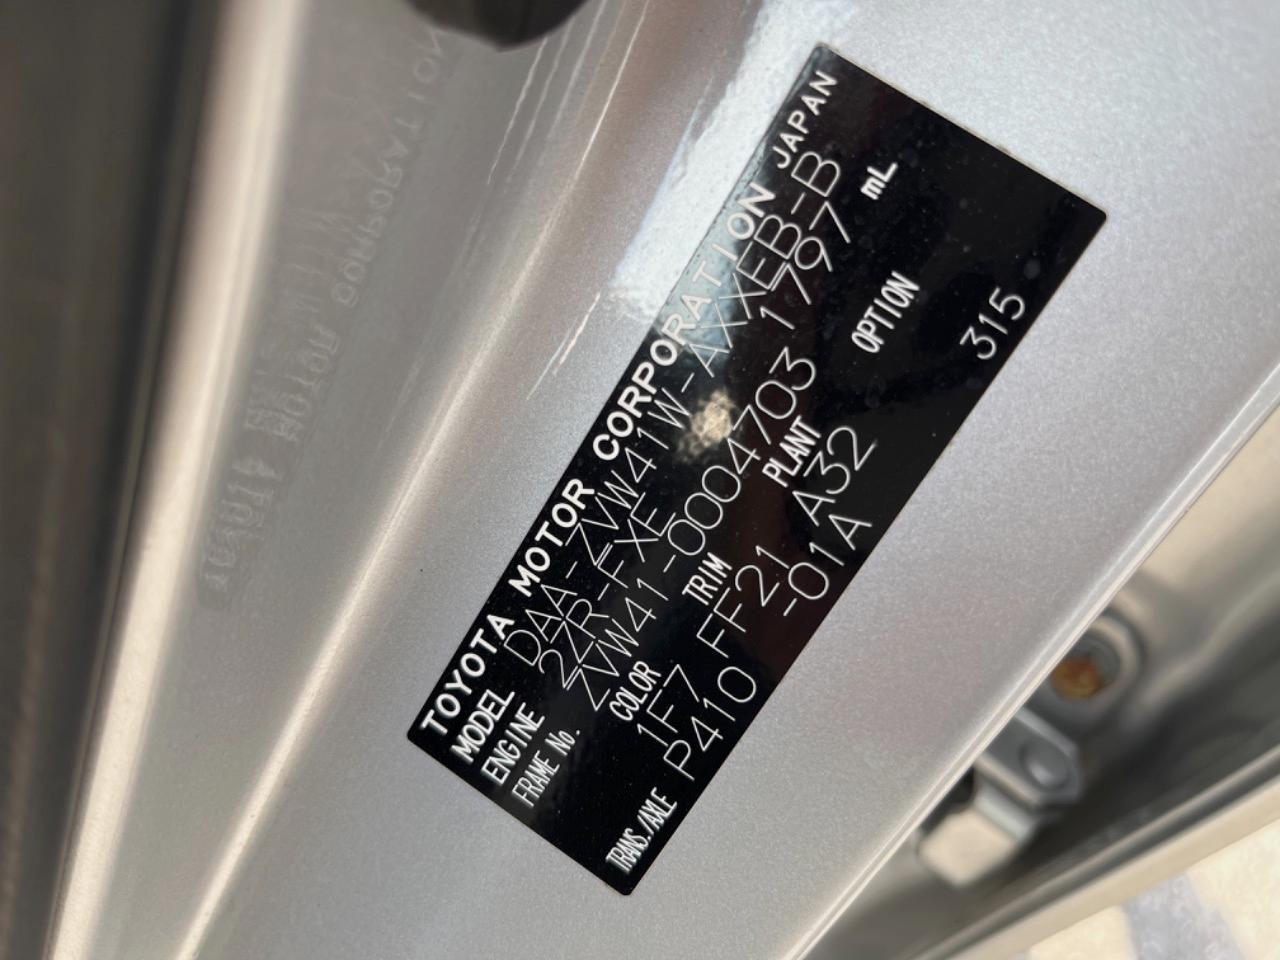 TOYOTA MOTOR CORPORATION JAPAN
MODEL DAA-ZVW41W-AXXEB-B
ENGINE 2ZR-FXE 1797 mL
FRAME No. ZVW41-0004703
COLOR TRIM PLANT OPTION
1F7 FF21 A32 315
TRANS./AXLE P410 -01A